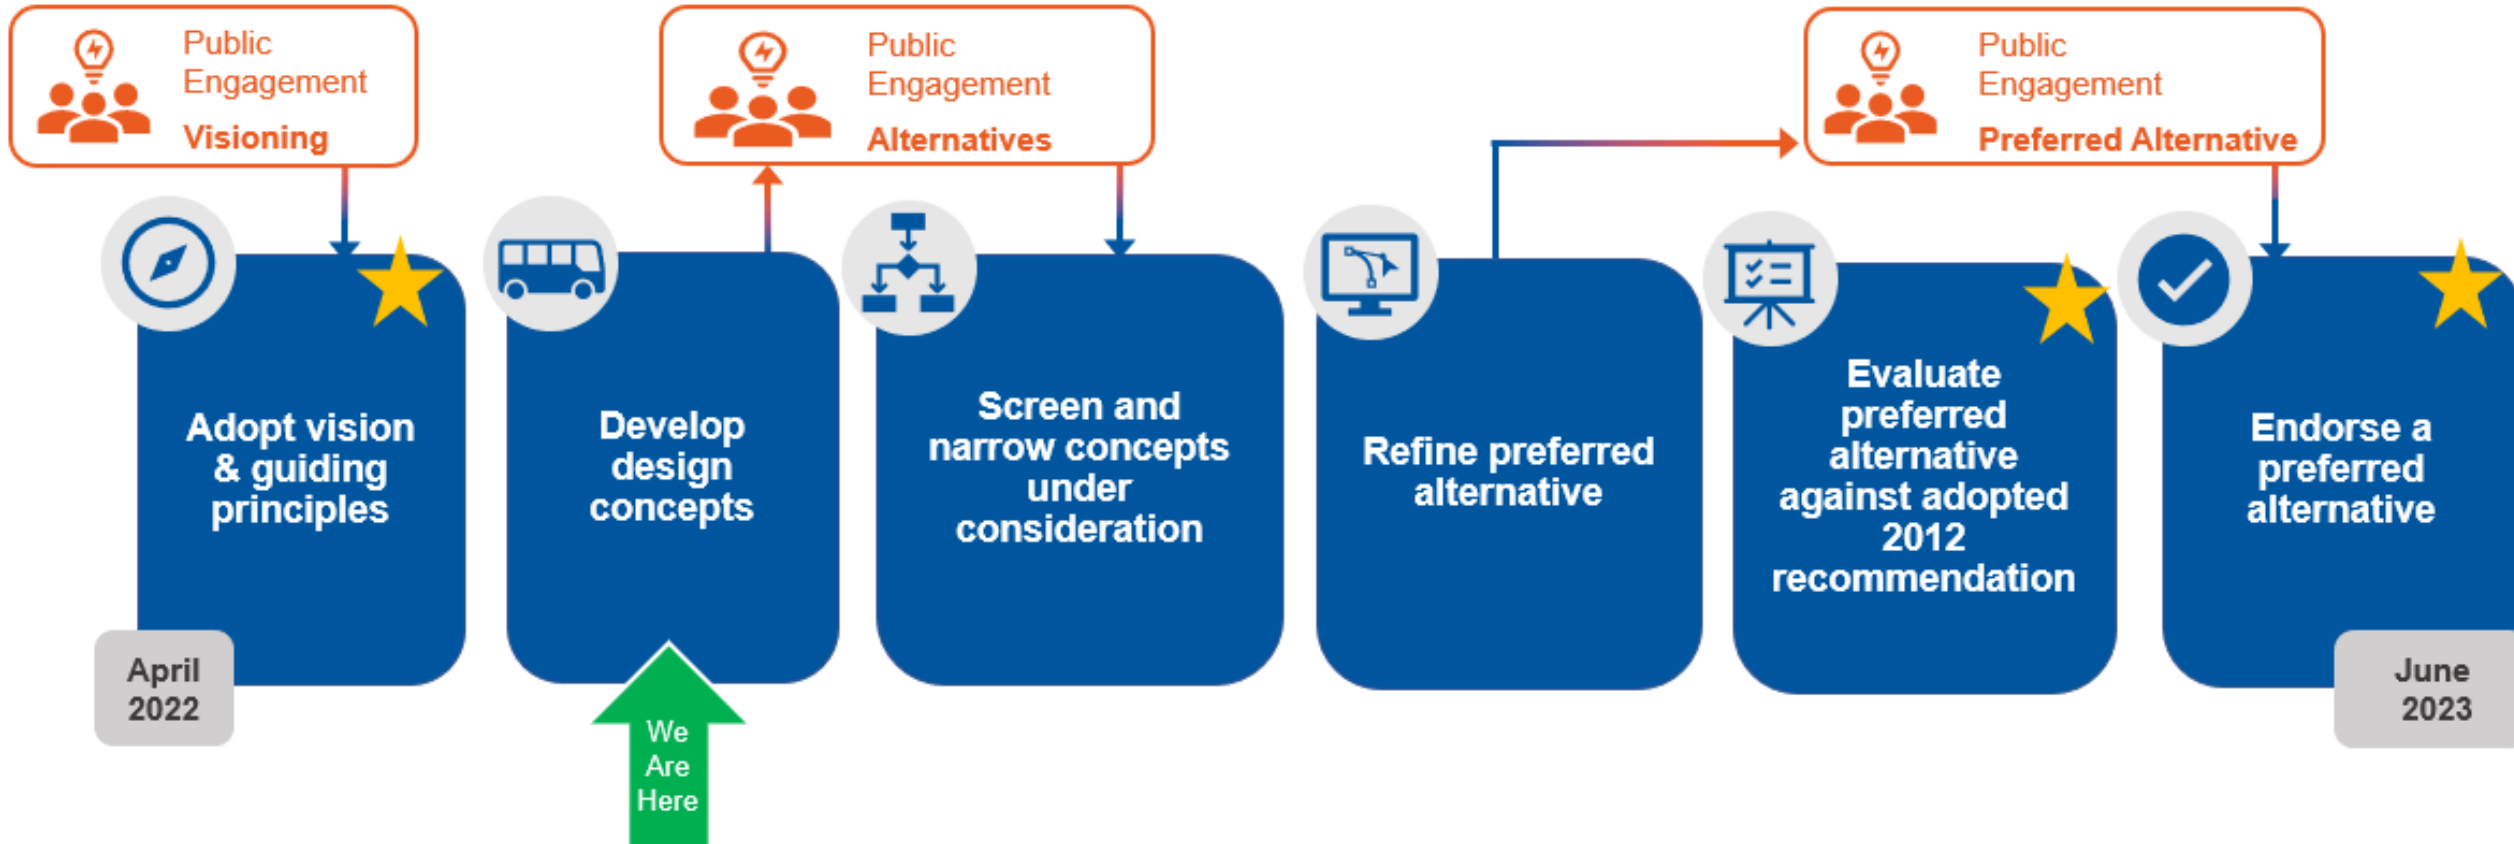 Public
Engagement
Visioning
Public
Engagement
Alternatives
Public
Engagement
Preferred Alternative
Adopt vision
& guiding
principles
Develop
design
concepts
Screen and
narrow concepts
under
consideration
Refine preferred
alternative
Evaluate
preferred
alternative
against adopted
2012
recommendation
Endorse a
preferred
alternative
April
2022
We
Are
Here
June
2023